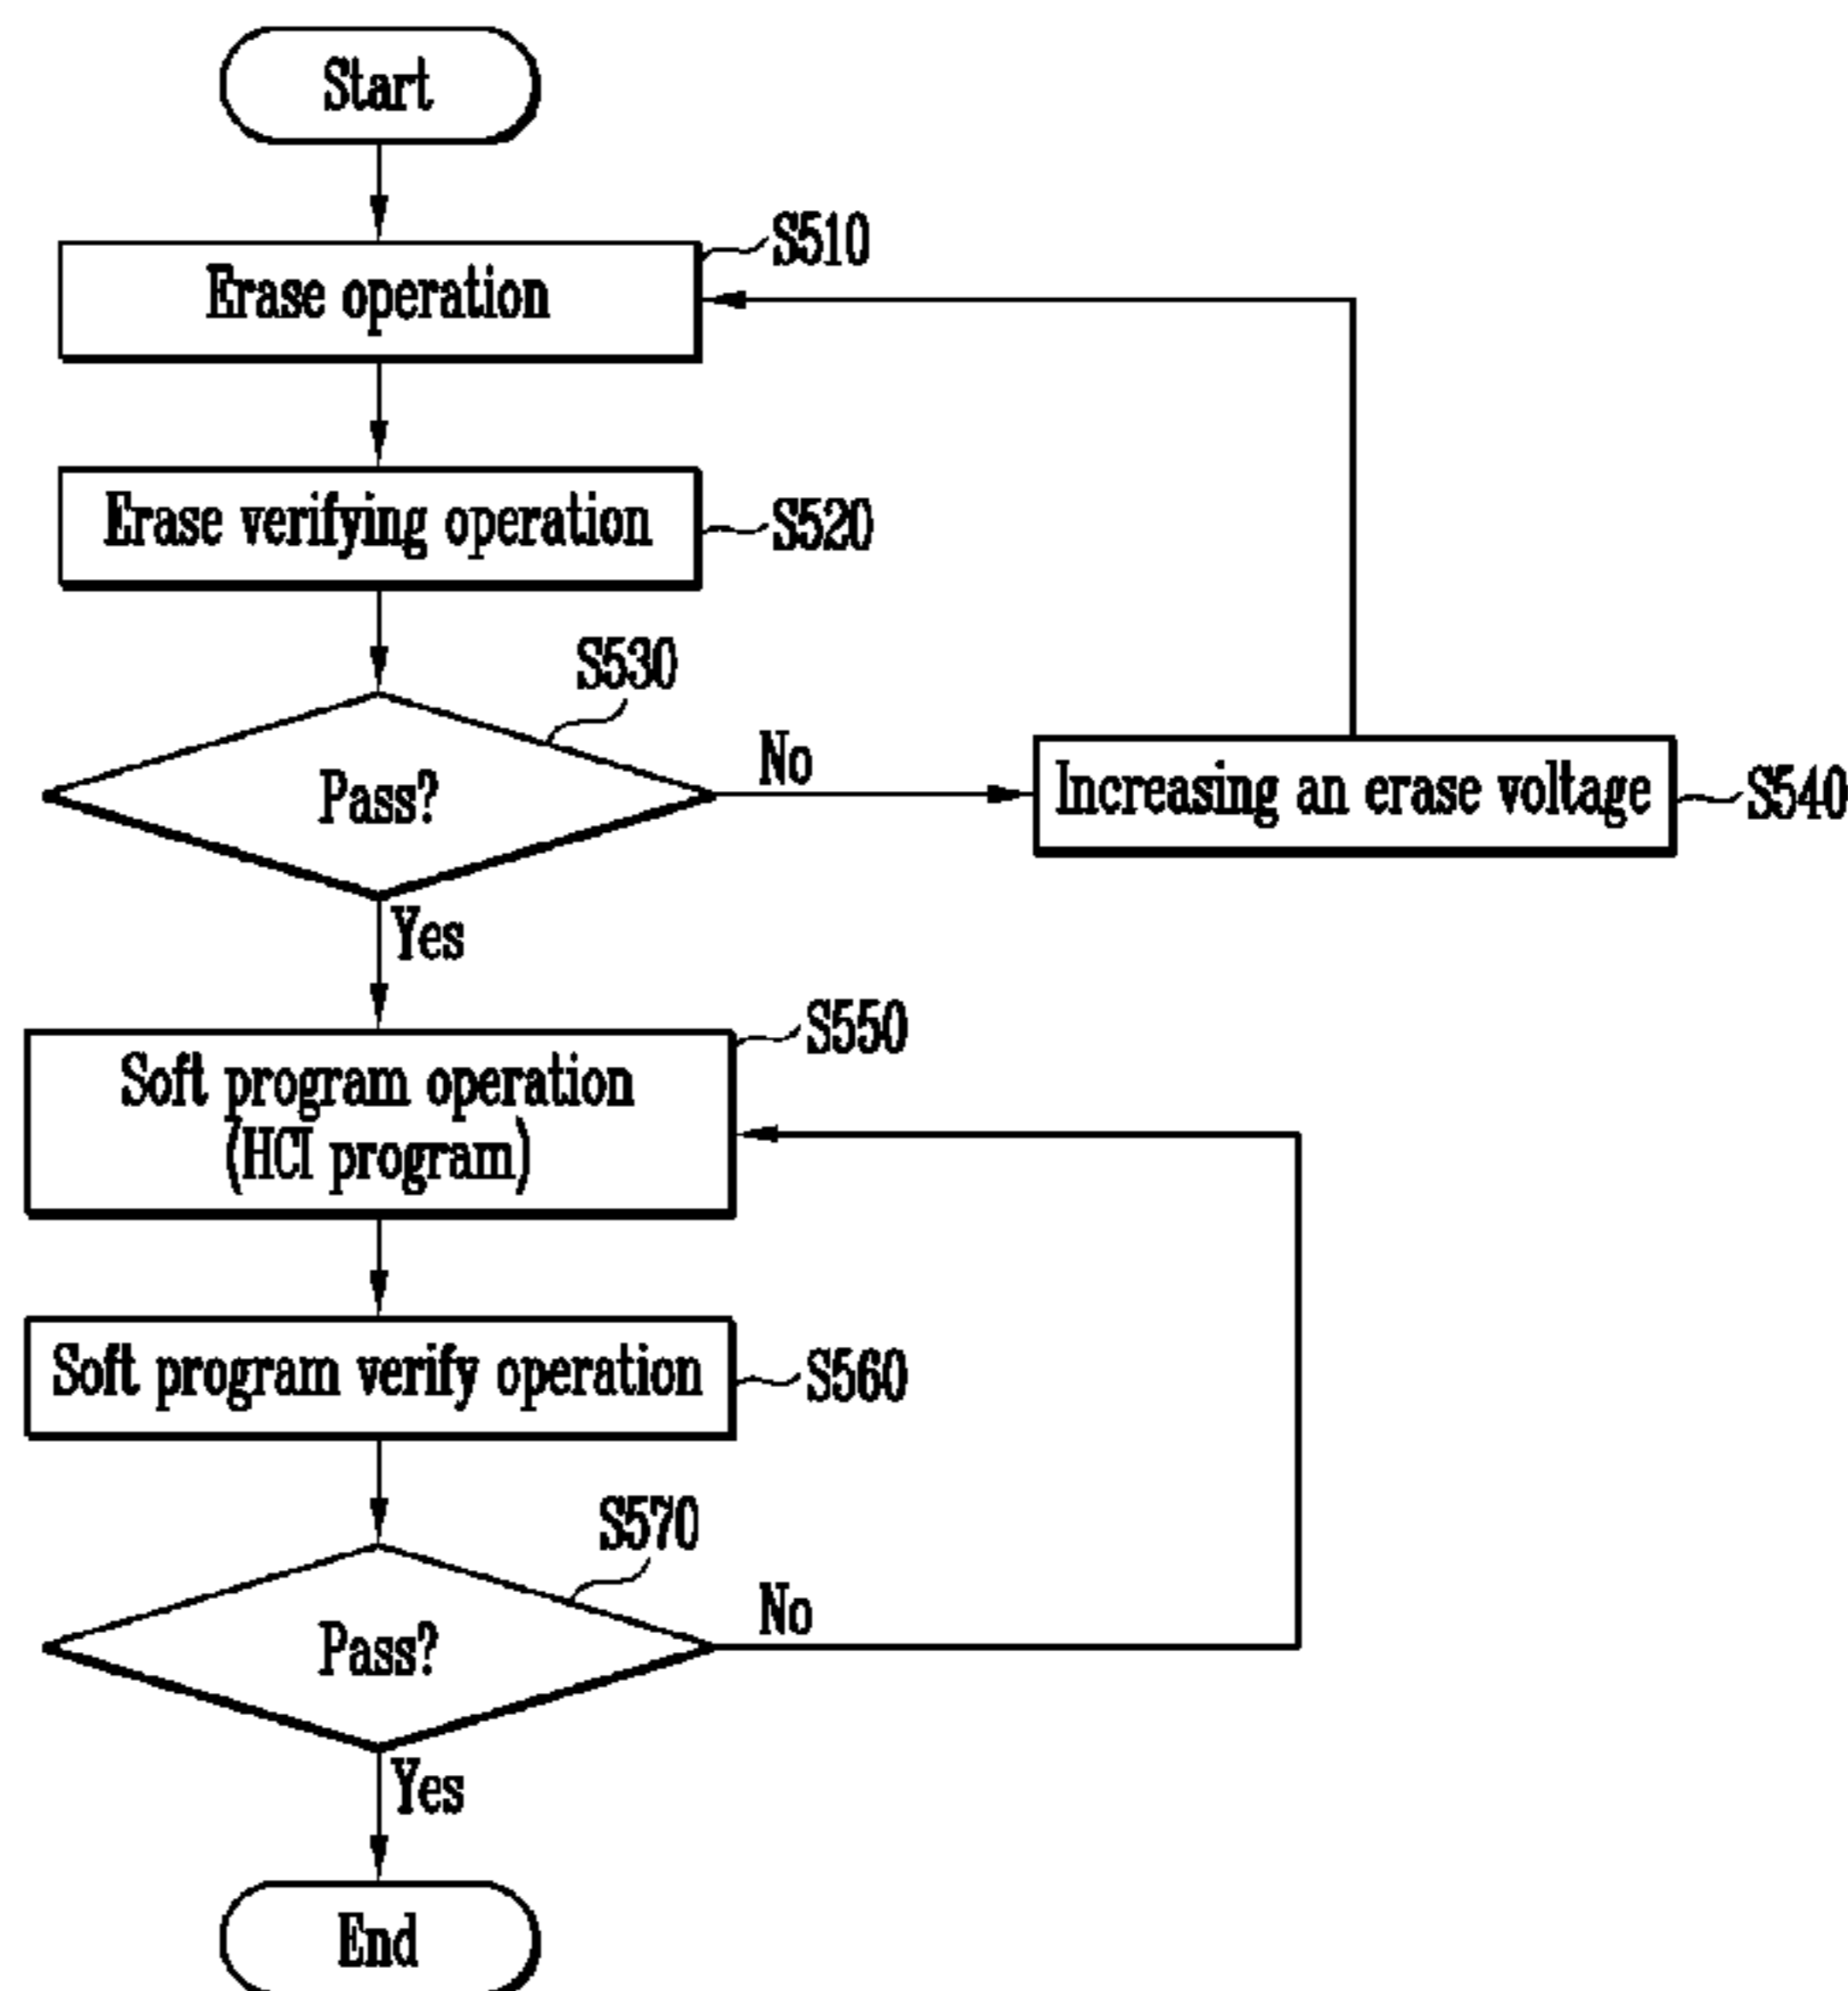 Start
S510
Erase operation
Erase verifying operation
S520
S530
Pass?
No
Increasing an erase voltage
S540
Yes
S550
Soft program operation
(HCI program)
Soft program verify operation
S560
S570
Pass?
No
Yes
End